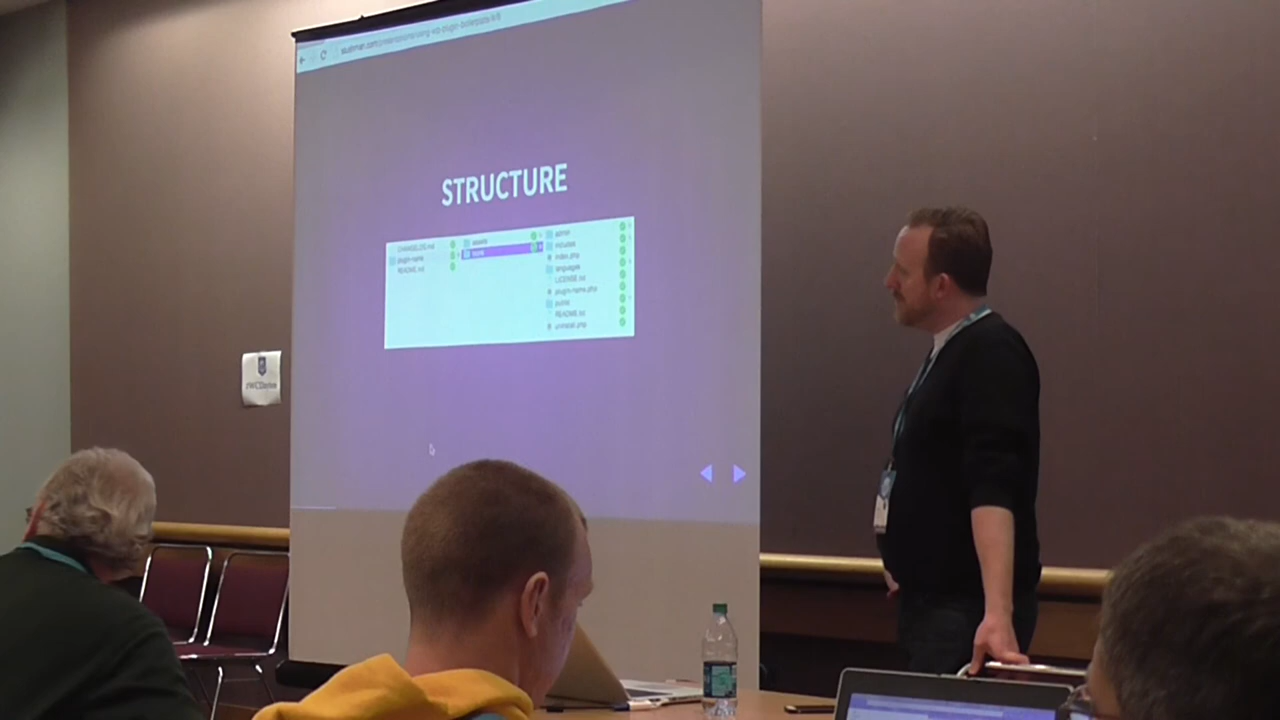 STRUCTURE
CHANGELOG.md
plugin-name
README.txt
assets
trunk
admin
includes
index.php
languages
LICENSE.txt
plugin-name.php
public
README.txt
uninstall.php